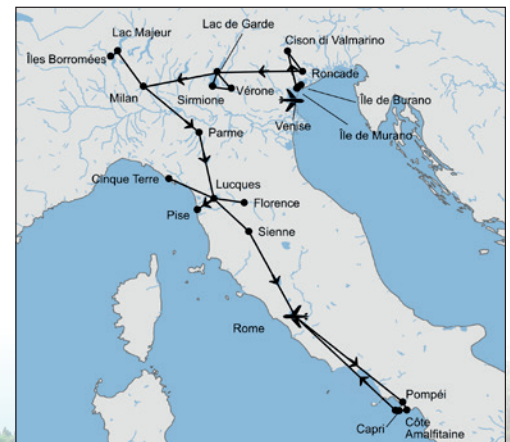 Lac de Garde
Cison di Valmarino
Lac Majeur
Îles Borromées
Roncade
Vérone
Milan
Sirmione
Île de Burano
Venise
Île de Murano
Parme
Cinque Terre
Lucques
Florence
Pise
Sienne
Rome
Pompéi
Capri
Côte
Amalfitaine